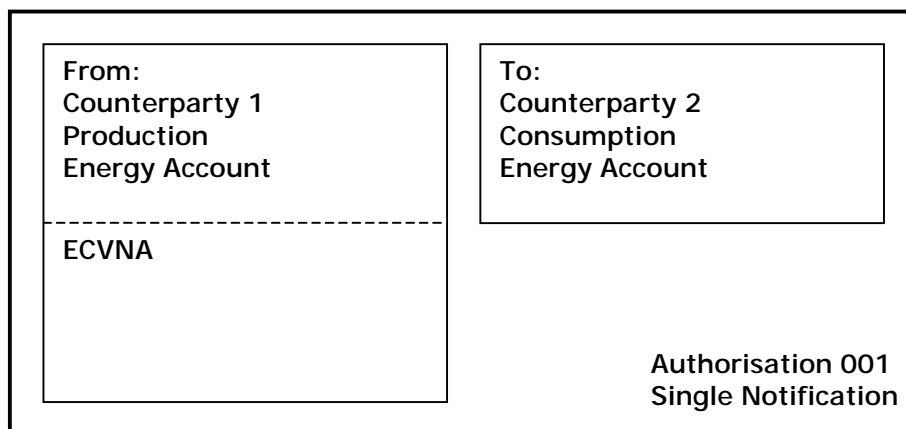 From:
Counterparty 1
Production
Energy Account
ECVNA
To:
Counterparty 2
Consumption
Energy Account
Authorisation 001
Single Notification